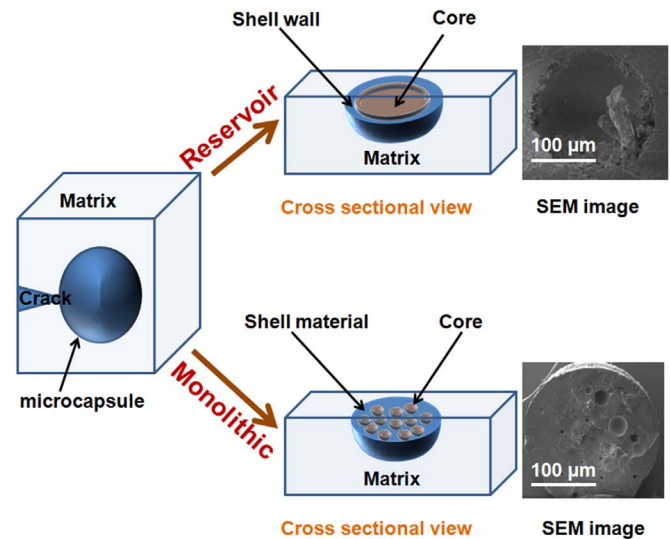 Shell wall
Core
Reservoir
Matrix
100 µm
Cross sectional view
SEM image
Matrix
Crack
microcapsule
Monolithic
Shell material
Core
Matrix
100 µm
Cross sectional view
SEM image